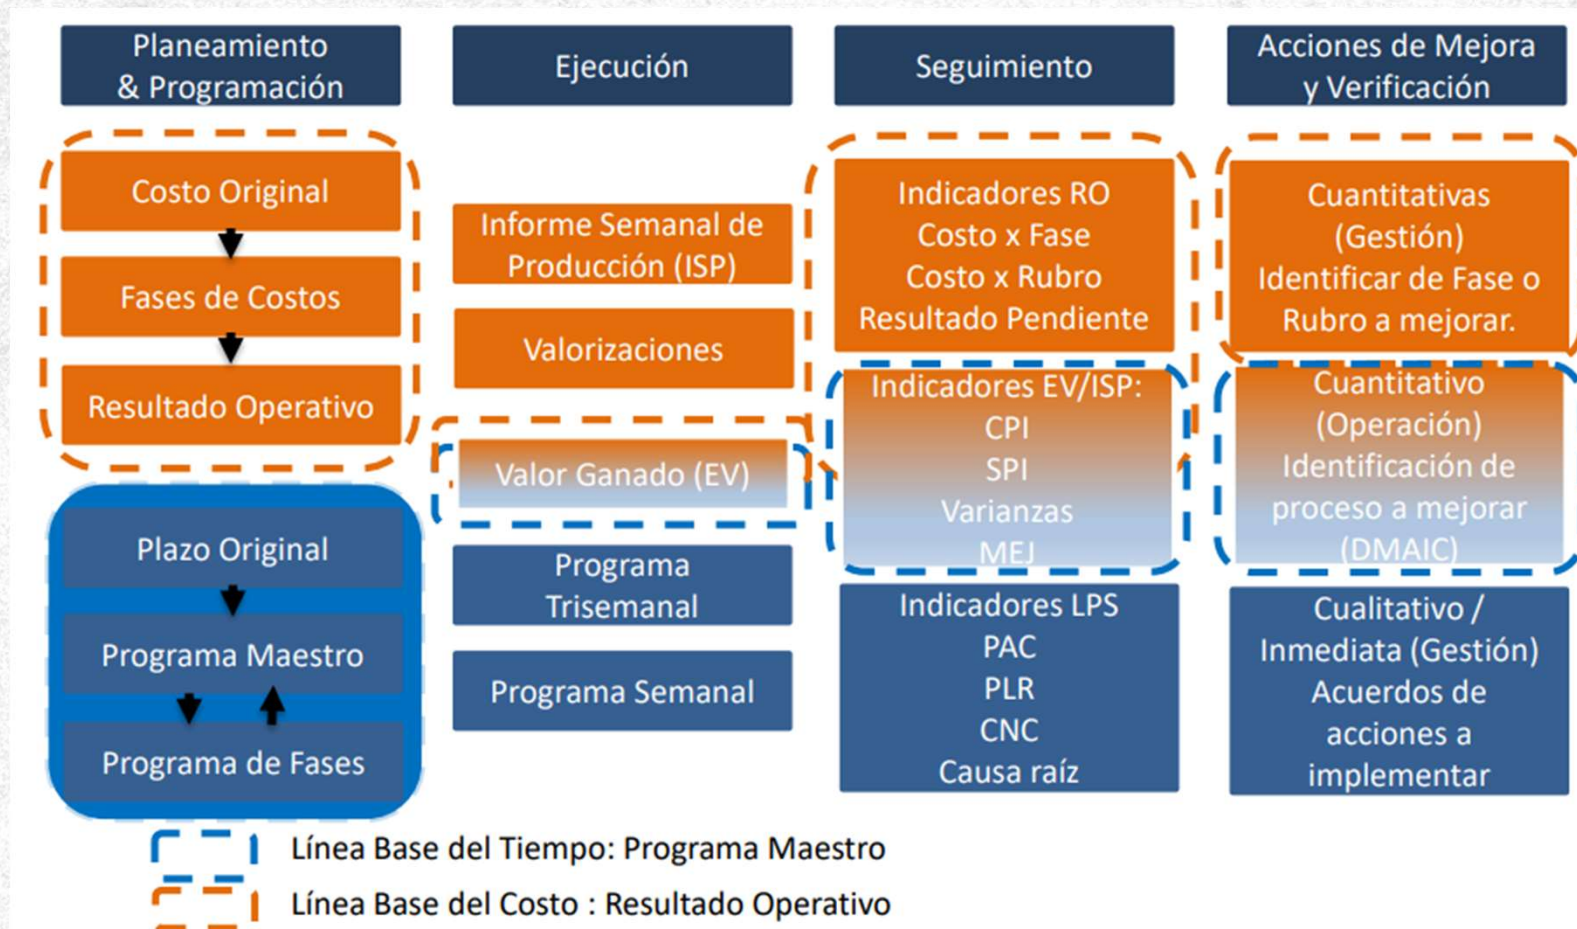 Planeamiento
& Programación
Ejecución
Seguimiento
Acciones de Mejora
y Verificación
Costo Original
Fases de Costos
Resultado Operativo
Plazo Original
Programa Maestro
Programa de Fases
Informe Semanal de
Producción (ISP)
Valorizaciones
Valor Ganado (EV)
Programa
Trisemanal
Programa Semanal
Indicadores RO
Costo x Fase
Costo x Rubro
Resultado Pendiente
Indicadores EV/ISP:
CPI
SPI
Varianzas
MEJ
Indicadores LPS
PAC
PLR
CNC
Causa raíz
Cuantitativas
(Gestión)
Identificar de Fase o
Rubro a mejorar.
Cuantitativo
(Operación)
Identificación de
proceso a mejorar
(DMAIC)
Cualitativo /
Inmediata (Gestión)
Acuerdos de
acciones a
implementar
Línea Base del Tiempo: Programa Maestro
Línea Base del Costo : Resultado Operativo